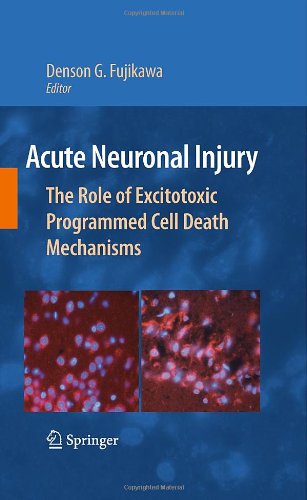 Denson G. Fujikawa
Editor
Acute Neuronal Injury
The Role of Excitotoxic
Programmed Cell Death
Mechanisms
Springer